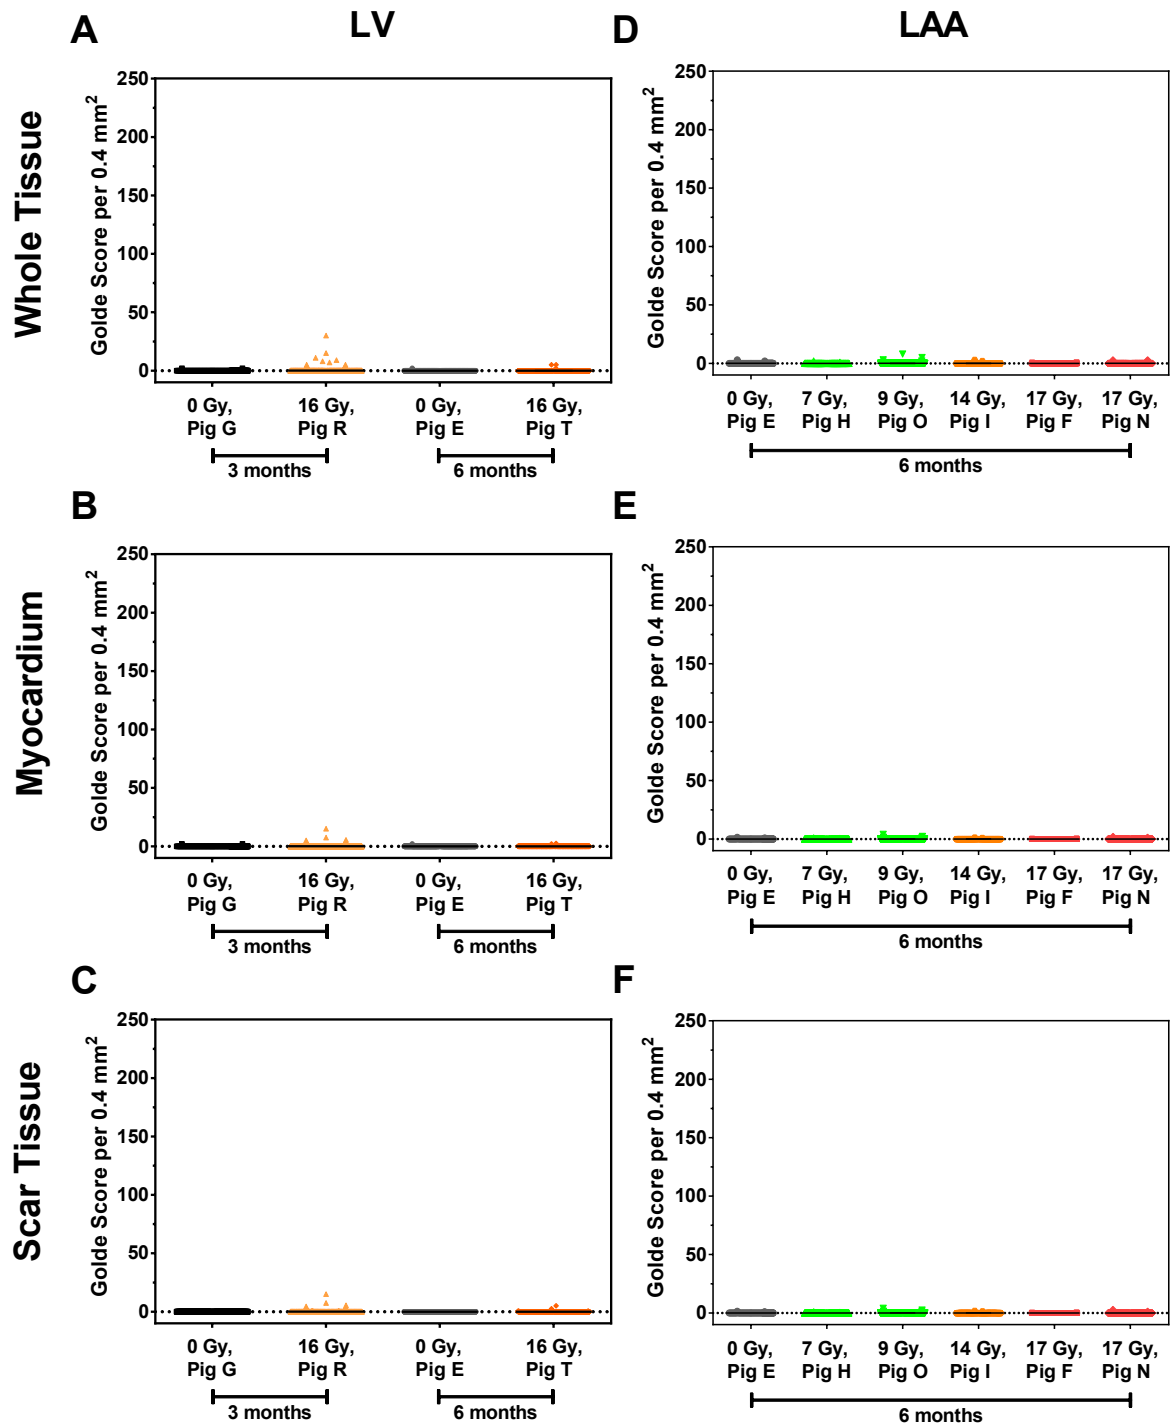 LV
LAA
Whole Tissue
A
Golde Score per 0.4 mm²
250
200
150
100
50
0
0 Gy, Pig G
16 Gy, Pig R
0 Gy, Pig E
16 Gy, Pig T
3 months
6 months
D
Golde Score per 0.4 mm²
250
200
150
100
50
0
0 Gy, Pig E
7 Gy, Pig H
9 Gy, Pig O
14 Gy, Pig I
17 Gy, Pig F
17 Gy, Pig N
6 months
Myocardium
B
Golde Score per 0.4 mm²
250
200
150
100
50
0
0 Gy, Pig G
16 Gy, Pig R
0 Gy, Pig E
16 Gy, Pig T
3 months
6 months
E
Golde Score per 0.4 mm²
250
200
150
100
50
0
0 Gy, Pig E
7 Gy, Pig H
9 Gy, Pig O
14 Gy, Pig I
17 Gy, Pig F
17 Gy, Pig N
6 months
Scar Tissue
C
Golde Score per 0.4 mm²
250
200
150
100
50
0
0 Gy, Pig G
16 Gy, Pig R
0 Gy, Pig E
16 Gy, Pig T
3 months
6 months
F
Golde Score per 0.4 mm²
250
200
150
100
50
0
0 Gy, Pig E
7 Gy, Pig H
9 Gy, Pig O
14 Gy, Pig I
17 Gy, Pig F
17 Gy, Pig N
6 months